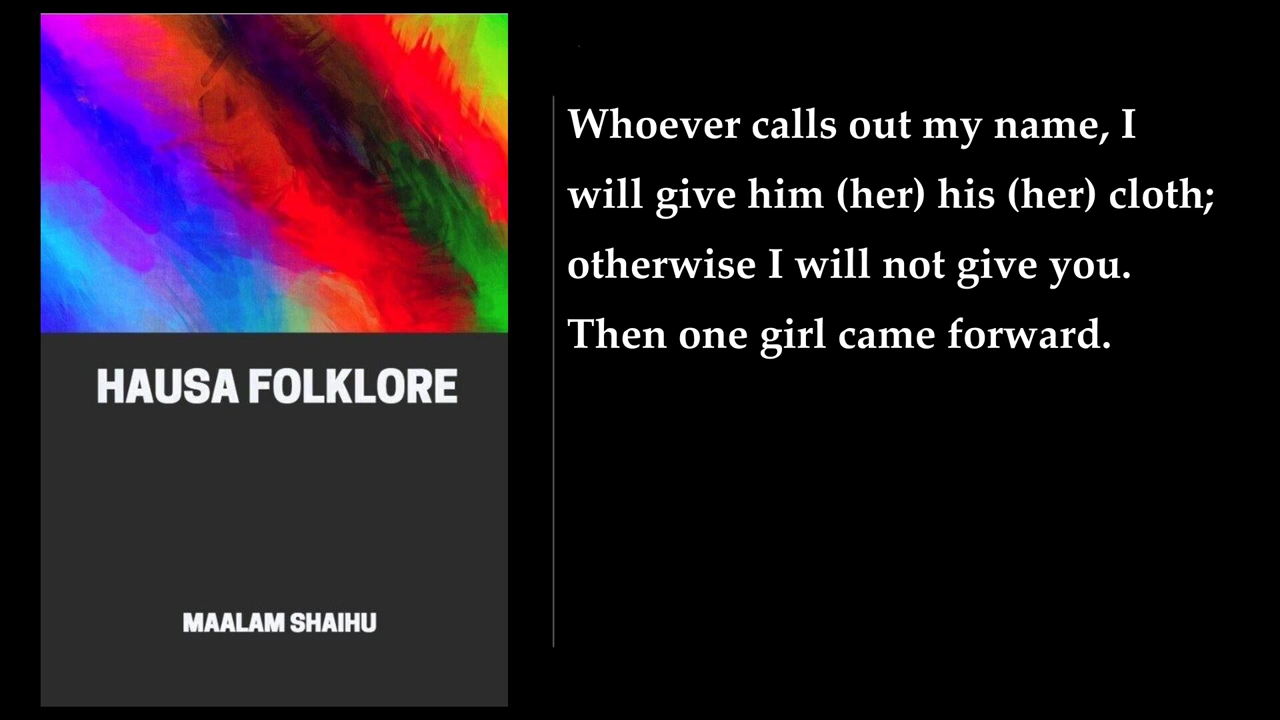 HAUSA FOLKLORE
MAALAM SHAIHU
Whoever calls out my name, I
will give him (her) his (her) cloth;
otherwise I will not give you.
Then one girl came forward.